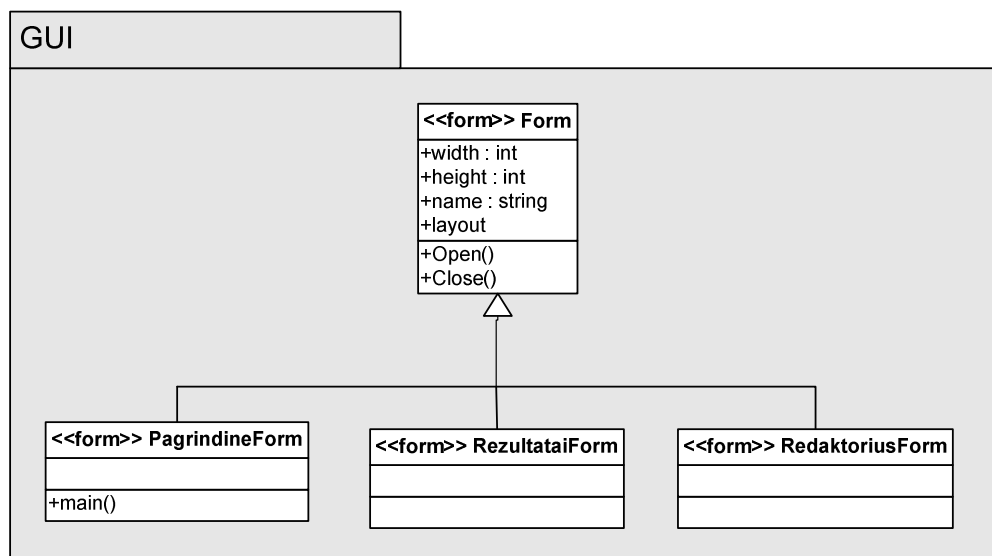 GUI
<<form>> Form
+width : int
+height : int
+name : string
+layout
+Open()
+Close()
<<form>> PagrindineForm
+main()
<<form>> RezultataiForm
<<form>> RedaktoriusForm